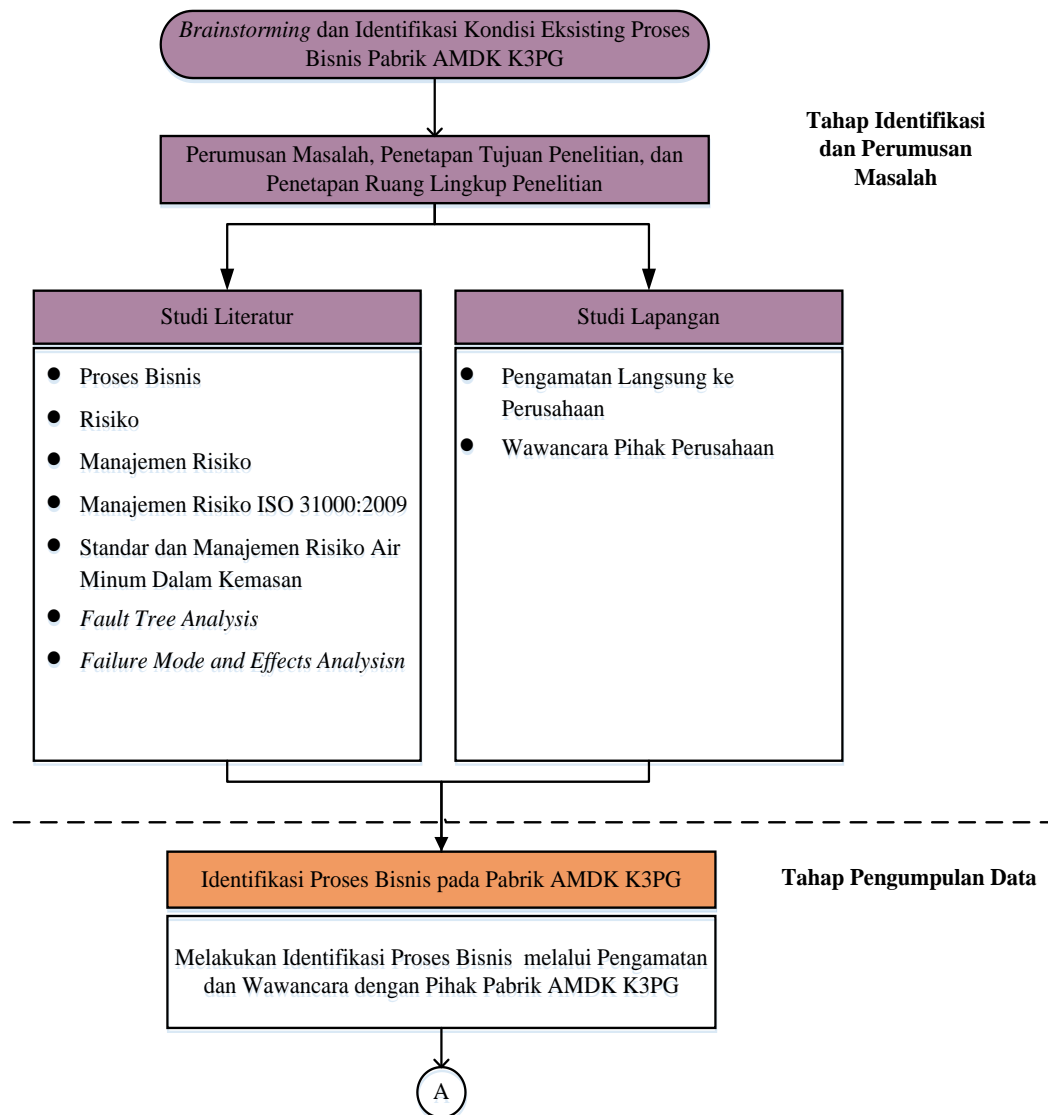 Brainstorming dan Identifikasi Kondisi Eksisting Proses
Bisnis Pabrik AMDK K3PG
Tahap Identifikasi
dan Perumusan
Masalah
Perumusan Masalah, Penetapan Tujuan Penelitian, dan
Penetapan Ruang Lingkup Penelitian
Studi Literatur
● Proses Bisnis
● Risiko
● Manajemen Risiko
● Manajemen Risiko ISO 31000:2009
● Standar dan Manajemen Risiko Air
Minum Dalam Kemasan
● Fault Tree Analysis
● Failure Mode and Effects Analysisn
Studi Lapangan
● Pengamatan Langsung ke
Perusahaan
● Wawancara Pihak Perusahaan
Identifikasi Proses Bisnis pada Pabrik AMDK K3PG
Tahap Pengumpulan Data
Melakukan Identifikasi Proses Bisnis melalui Pengamatan
dan Wawancara dengan Pihak Pabrik AMDK K3PG
A